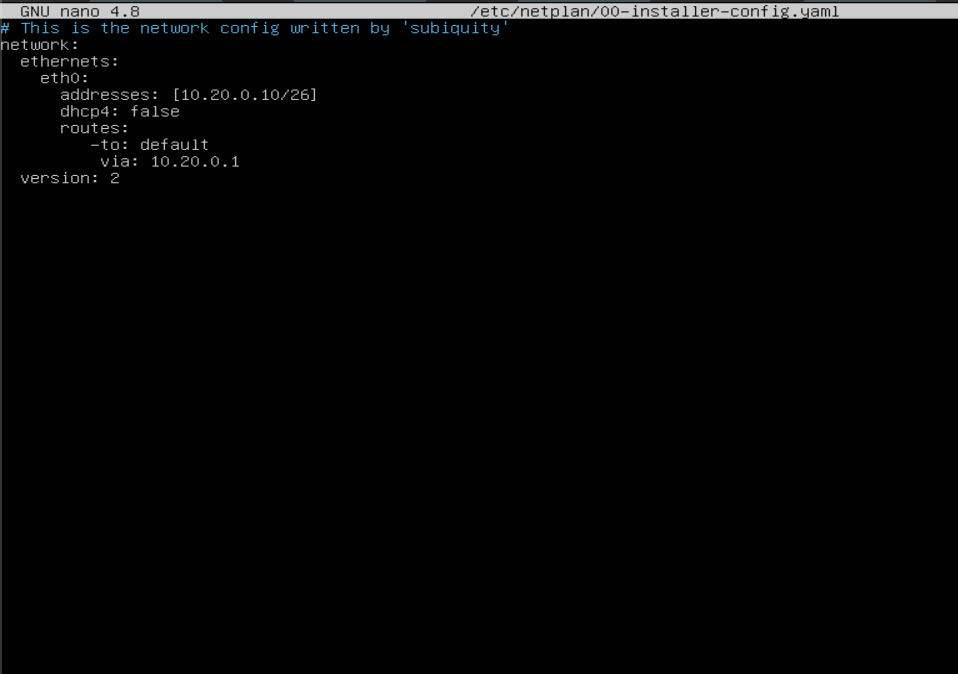 GNU nano 4.8 /etc/netplan/00-installer-config.yaml
# This is the network config written by 'subiquity'
network:
  ethernets:
    eth0:
      addresses: [10.20.0.10/26]
      dhcp4: false
      routes:
         -to: default
          via: 10.20.0.1
  version: 2